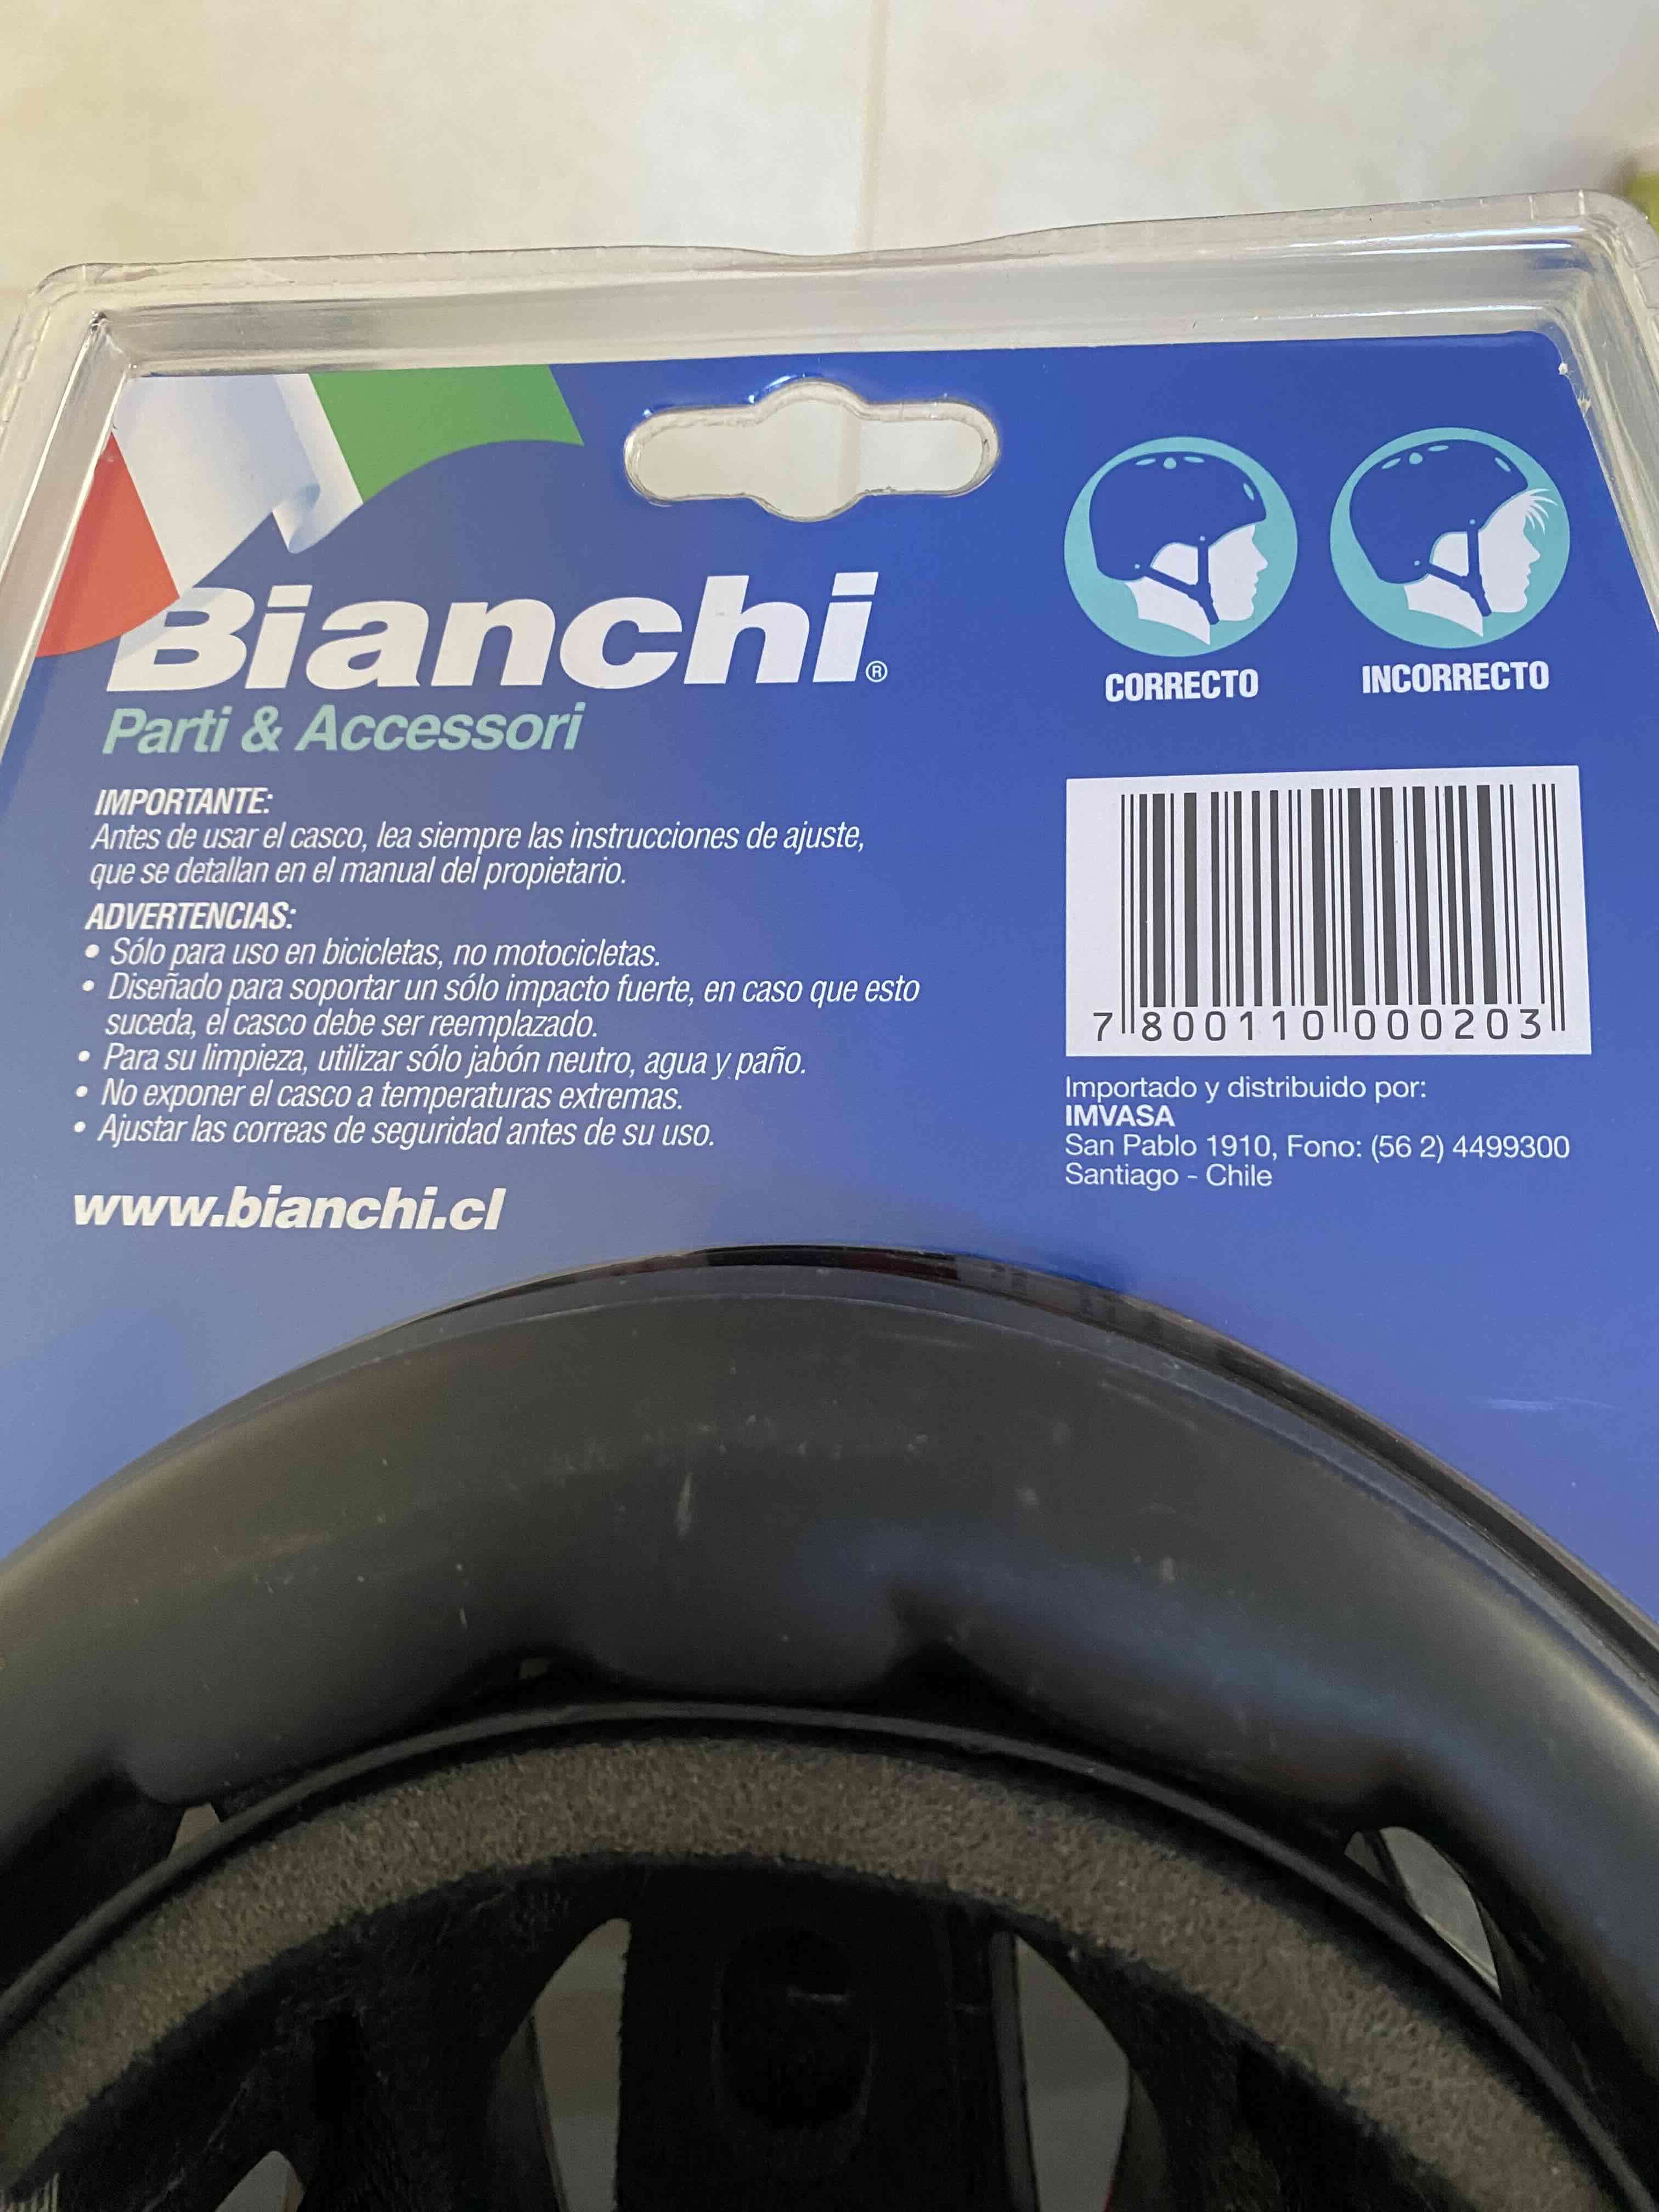 Bianchi®
Parti & Accessori
IMPORTANTE:
Antes de usar el casco, lea siempre las instrucciones de ajuste,
que se detallan en el manual del propietario.
ADVERTENCIAS:
• Sólo para uso en bicicletas, no motocicletas.
• Diseñado para soportar un sólo impacto fuerte, en caso que esto
suceda, el casco debe ser reemplazado.
• Para su limpieza, utilizar sólo jabón neutro, agua y paño.
• No exponer el casco a temperaturas extremas.
• Ajustar las correas de seguridad antes de su uso.
www.bianchi.cl
CORRECTO
INCORRECTO
7 800110 000203
Importado y distribuido por:
IMVASA
San Pablo 1910, Fono: (56 2) 4499300
Santiago - Chile